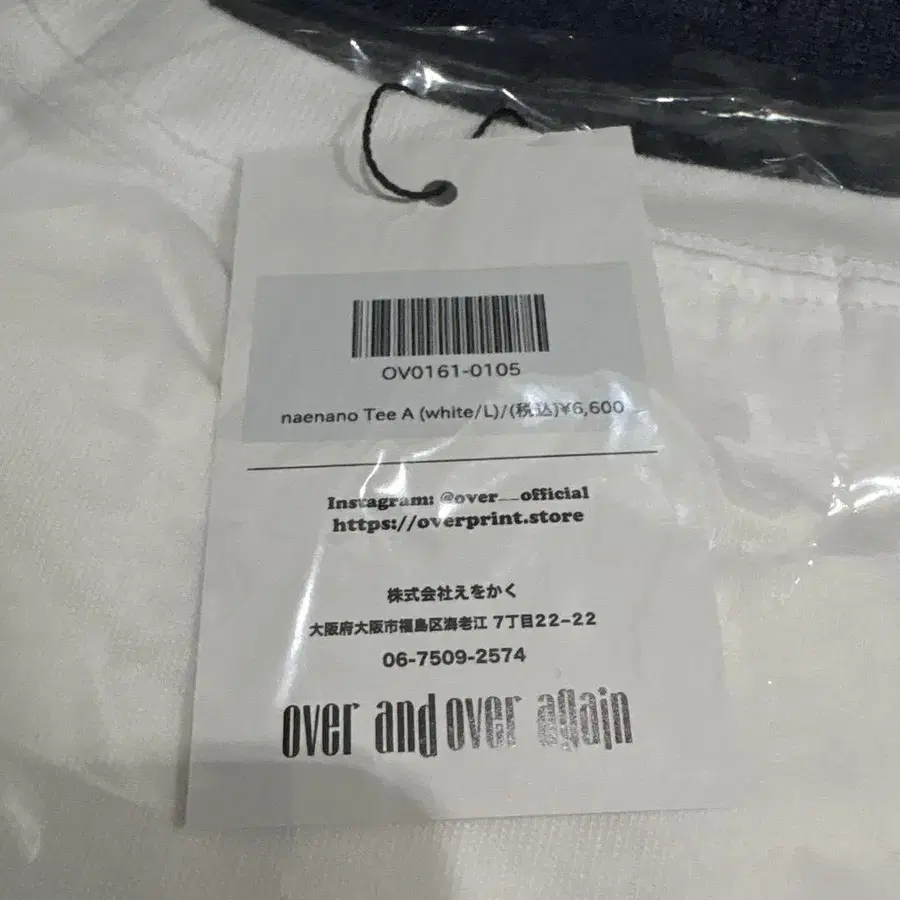 OV0161-0105
naenano Tee A (white/L)/(税込)¥6,600
Instagram: @over__official
https://overprint.store
株式会社えをかく
大阪府大阪市福島区海老江 7丁目22-22
06-7509-2574
over and over again